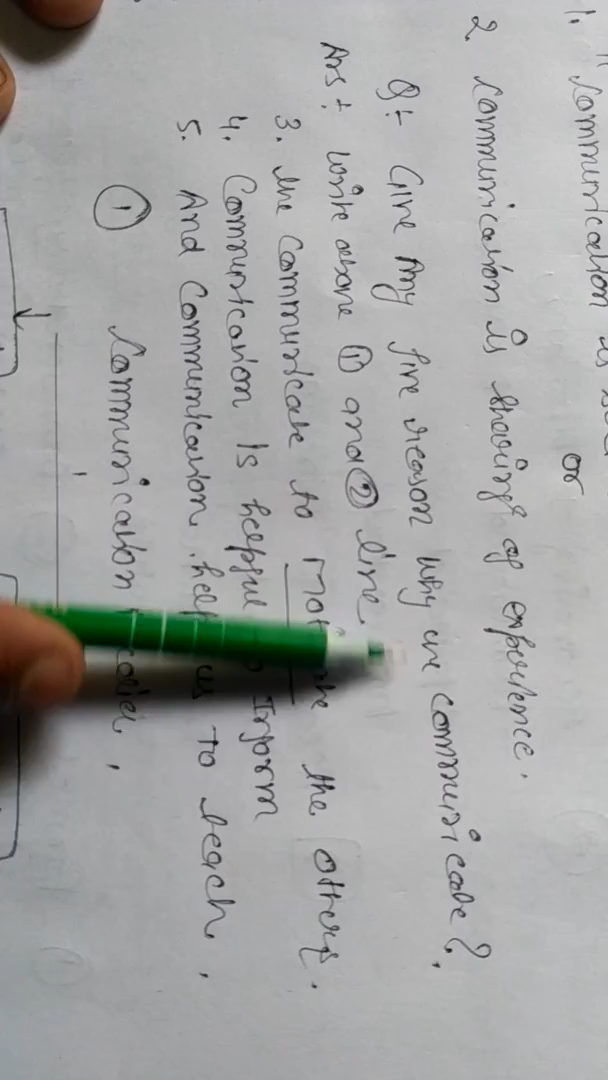 1. Communication is
or
2. Communication is shearing of experience.
Q:- Give Any five reason why we communicate?
Ans:- Write above ① and ② line.
3. We Communicate to the others.
4. Communication is helpful Inform
5. And Communication us to teach.
① Communication